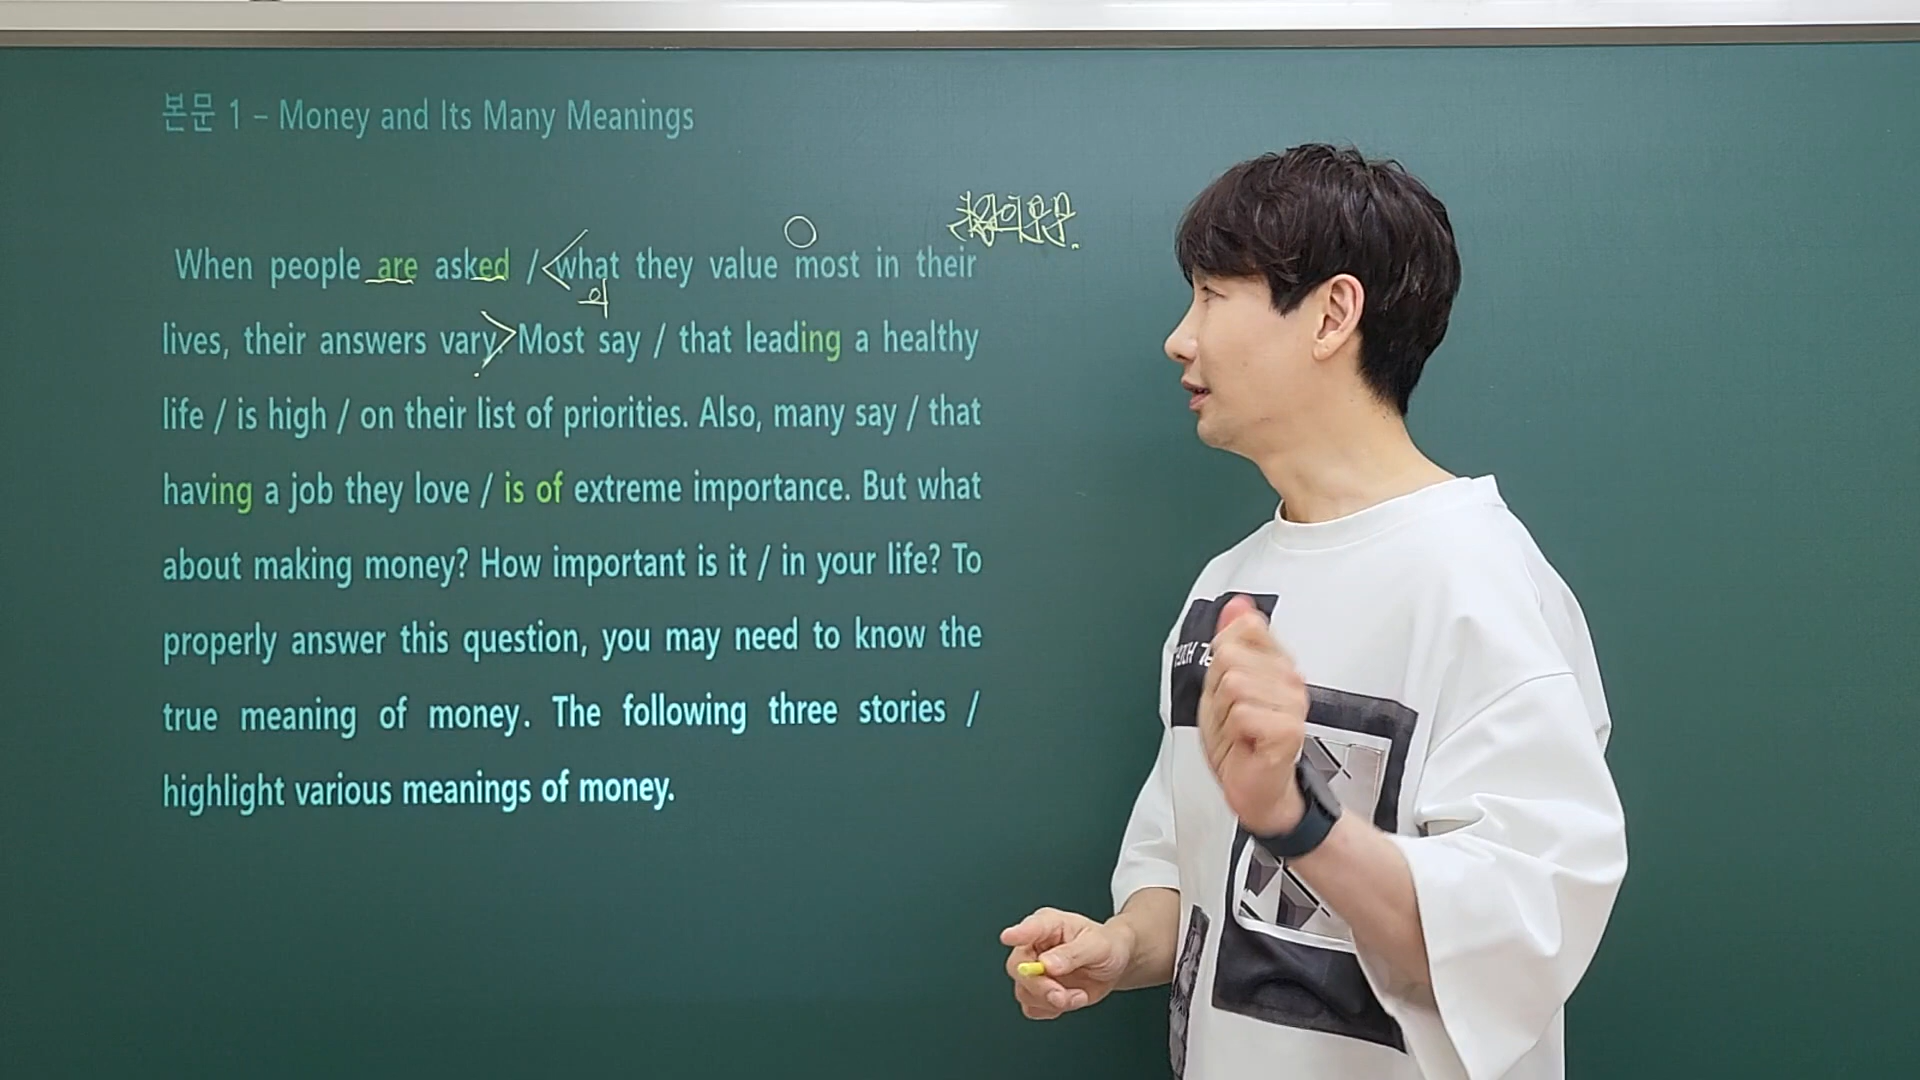 본문 1 – Money and Its Many Meanings
When people are asked / what they value most in their
lives, their answers vary. Most say / that leading a healthy
life / is high / on their list of priorities. Also, many say / that
having a job they love / is of extreme importance. But what
about making money? How important is it / in your life? To
properly answer this question, you may need to know the
true meaning of money. The following three stories /
highlight various meanings of money.